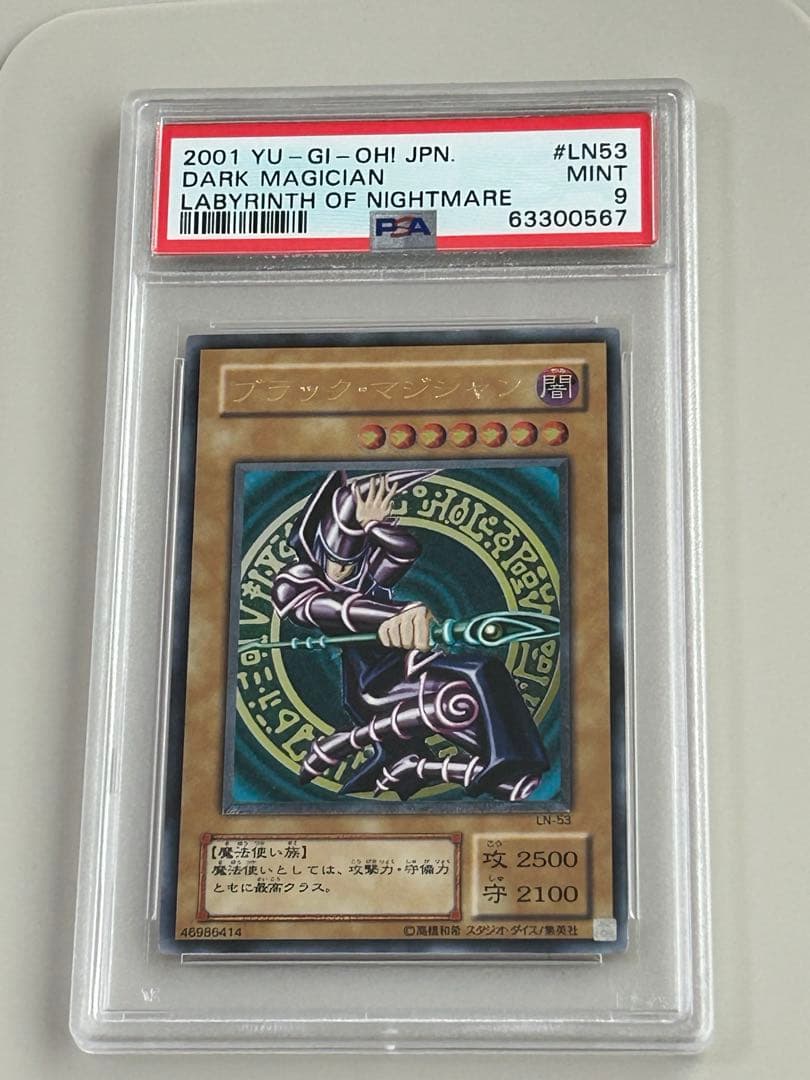 2001 YU-GI-OH! JPN. #LN53
DARK MAGICIAN MINT
LABYRINTH OF NIGHTMARE 9
PSA 63300567
ブラック・マジシャン 闇
LN-53
【魔法使い族】
魔法使いとしては、攻撃力・守備力
ともに最高クラス。
攻 2500
守 2100
46986414
©高橋和希 スタジオ・ダイス/集英社